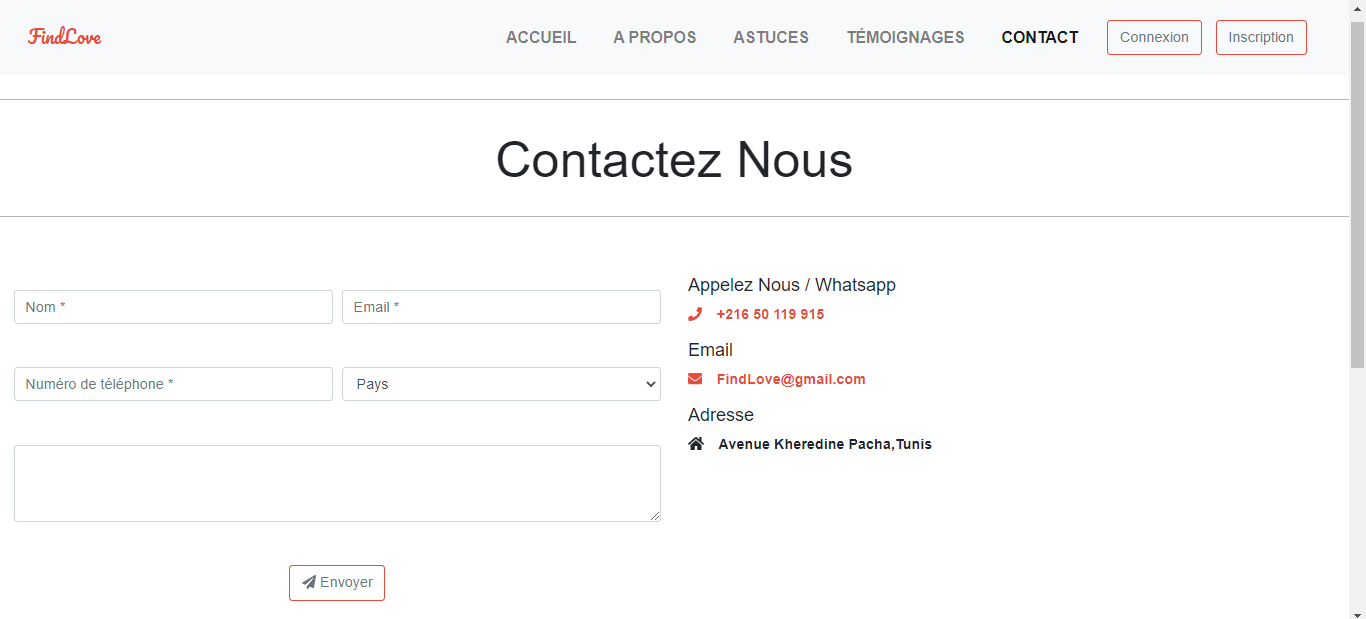 FindLove
ACCUEIL A PROPOS ASTUCES TÉMOIGNAGES CONTACT Connexion Inscription
Contactez Nous
Nom * Email *
Numéro de téléphone * Pays
Envoyer
Appelez Nous / Whatsapp
+216 50 119 915
Email
FindLove@gmail.com
Adresse
Avenue Kheredine Pacha,Tunis